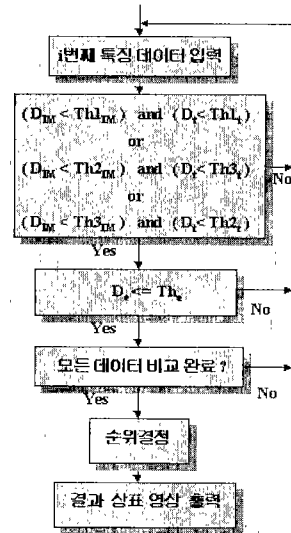 i번째 특징 데이터 입력
(D_IM < Th1_IM) and (D_t < Th1_t)
or
(D_IM < Th2_IM) and (D_t < Th3_t)
No
or
(D_IM < Th3_IM) and (D_t < Th2_t)
Yes
D_e <= Th_e
No
Yes
모든 데이터 비교 완료 ?
No
Yes
순위결정
결과 상표 영상 출력